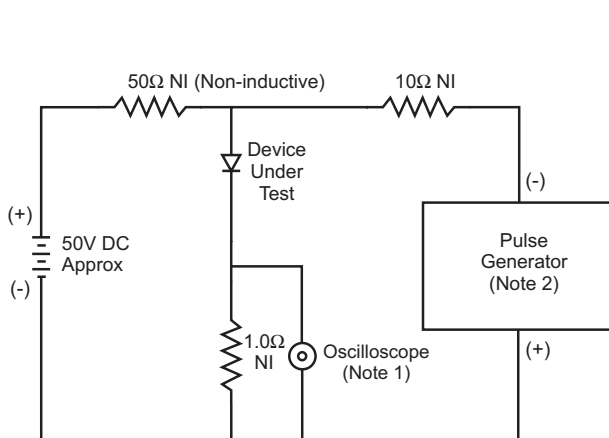 50Ω NI (Non-inductive)
10Ω NI
Device
Under
Test
(-)
(+)
50V DC
Approx
(-)
Pulse
Generator
(Note 2)
1.0Ω
NI
Oscilloscope
(Note 1)
(+)